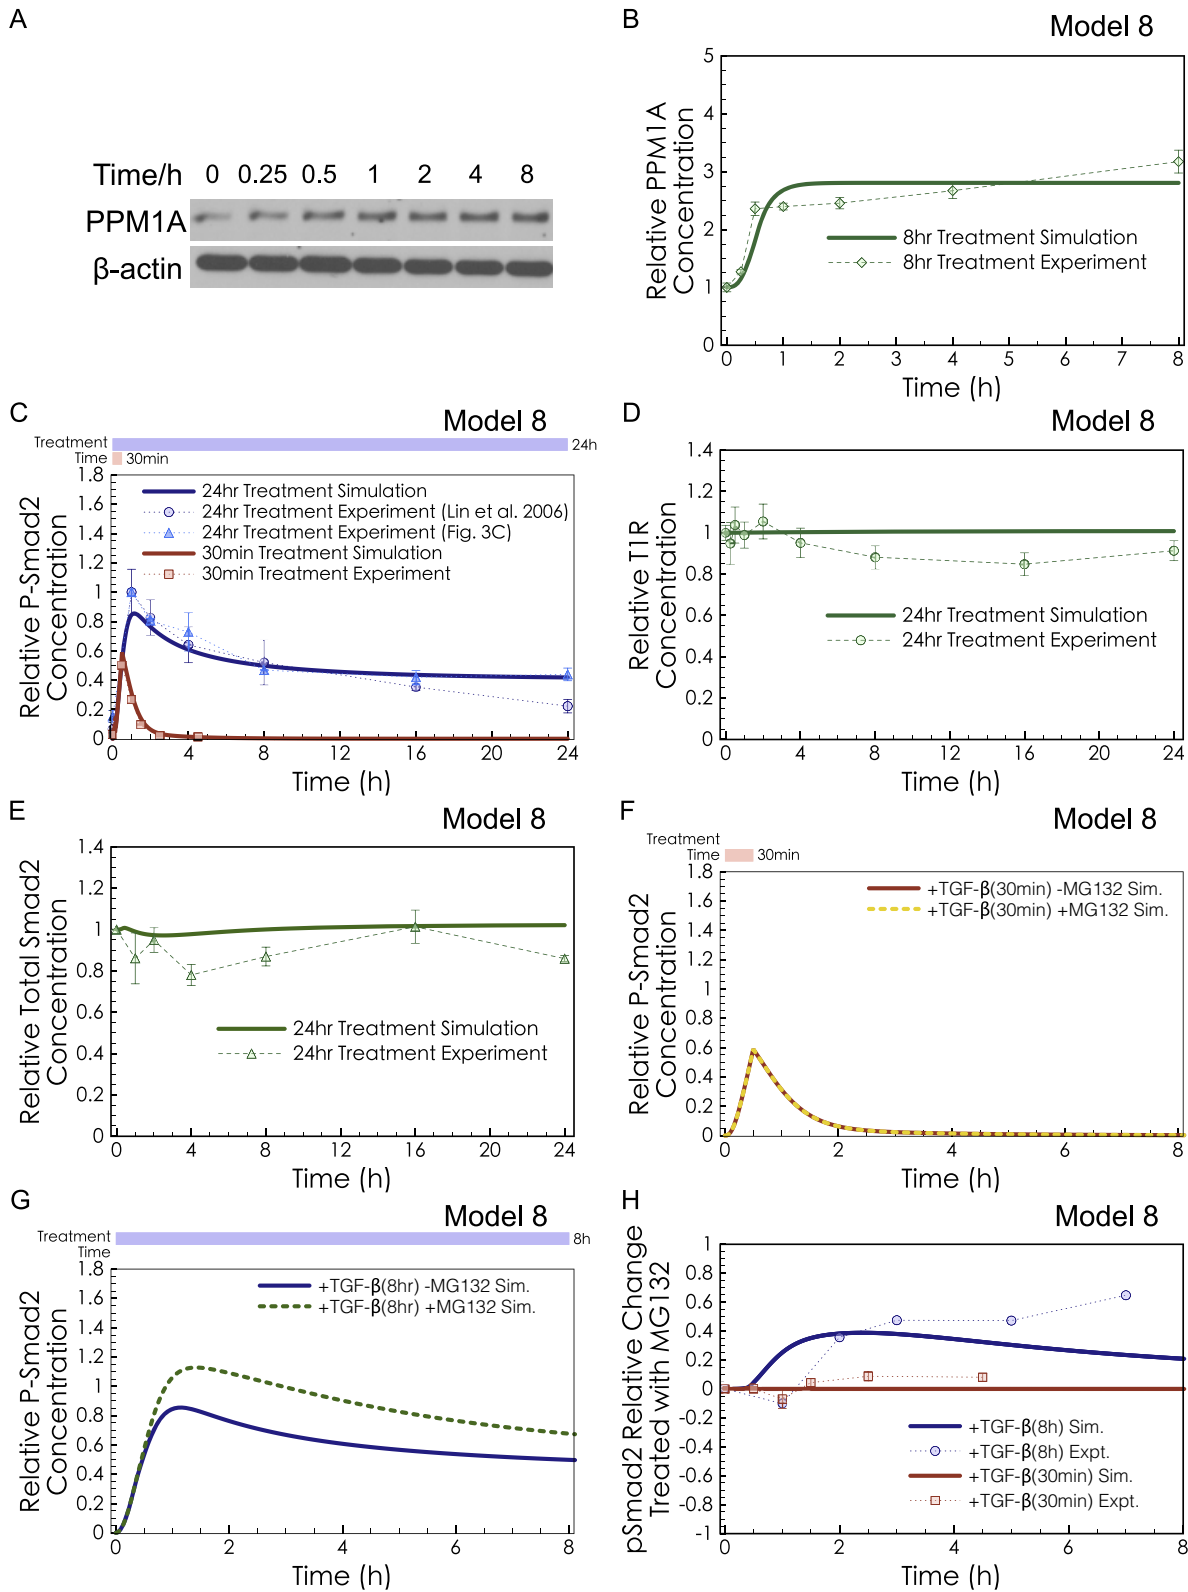 A
Time/h 0 0.25 0.5 1 2 4 8
PPM1A
β-actin
B
Model 8
Relative PPM1A
Concentration
5
4
3
2
1
0
8hr Treatment Simulation
8hr Treatment Experiment
0 1 2 3 4 5 6 7 8
Time (h)
C
Model 8
Treatment
Time
24h
30min
Relative P-Smad2
Concentration
1.8
1.6
1.4
1.2
1
0.8
0.6
0.4
0.2
0
24hr Treatment Simulation
24hr Treatment Experiment (Lin et al. 2006)
24hr Treatment Experiment (Fig. 3C)
30min Treatment Simulation
30min Treatment Experiment
0 4 8 12 16 20 24
Time (h)
D
Model 8
Relative T1R
Concentration
1.4
1.2
1
0.8
0.6
0.4
0.2
0
24hr Treatment Simulation
24hr Treatment Experiment
0 4 8 12 16 20 24
Time (h)
E
Model 8
Relative Total Smad2
Concentration
1.4
1.2
1
0.8
0.6
0.4
0.2
0
24hr Treatment Simulation
24hr Treatment Experiment
0 4 8 12 16 20 24
Time (h)
F
Model 8
Treatment
Time
30min
Relative P-Smad2
Concentration
1.8
1.6
1.4
1.2
1
0.8
0.6
0.4
0.2
0
+TGF-β(30min) -MG132 Sim.
+TGF-β(30min) +MG132 Sim.
0 2 4 6 8
Time (h)
G
Model 8
Treatment
Time
8h
Relative P-Smad2
Concentration
1.8
1.6
1.4
1.2
1
0.8
0.6
0.4
0.2
0
+TGF-β(8hr) -MG132 Sim.
+TGF-β(8hr) +MG132 Sim.
0 2 4 6 8
Time (h)
H
Model 8
pSmad2 Relative Change
Treated with MG132
1
0.8
0.6
0.4
0.2
0
-0.2
-0.4
-0.6
-0.8
-1
+TGF-β(8h) Sim.
+TGF-β(8h) Expt.
+TGF-β(30min) Sim.
+TGF-β(30min) Expt.
0 2 4 6 8
Time (h)